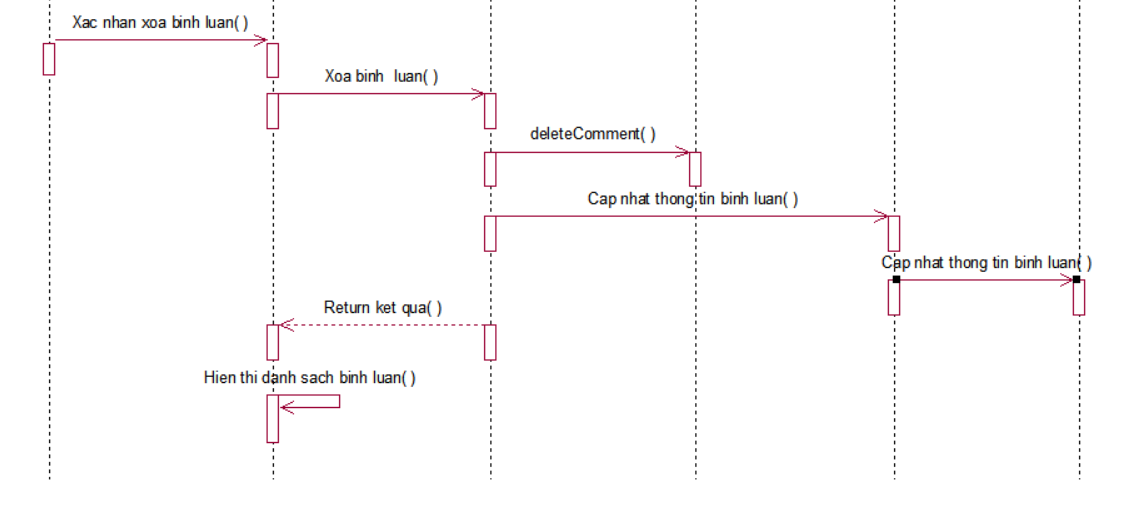 Xac nhan xoa binh luan( )
Xoa binh luan( )
deleteComment( )
Cap nhat thong tin binh luan( )
Cap nhat thong tin binh luan( )
Return ket qua( )
Hien thi danh sach binh luan( )